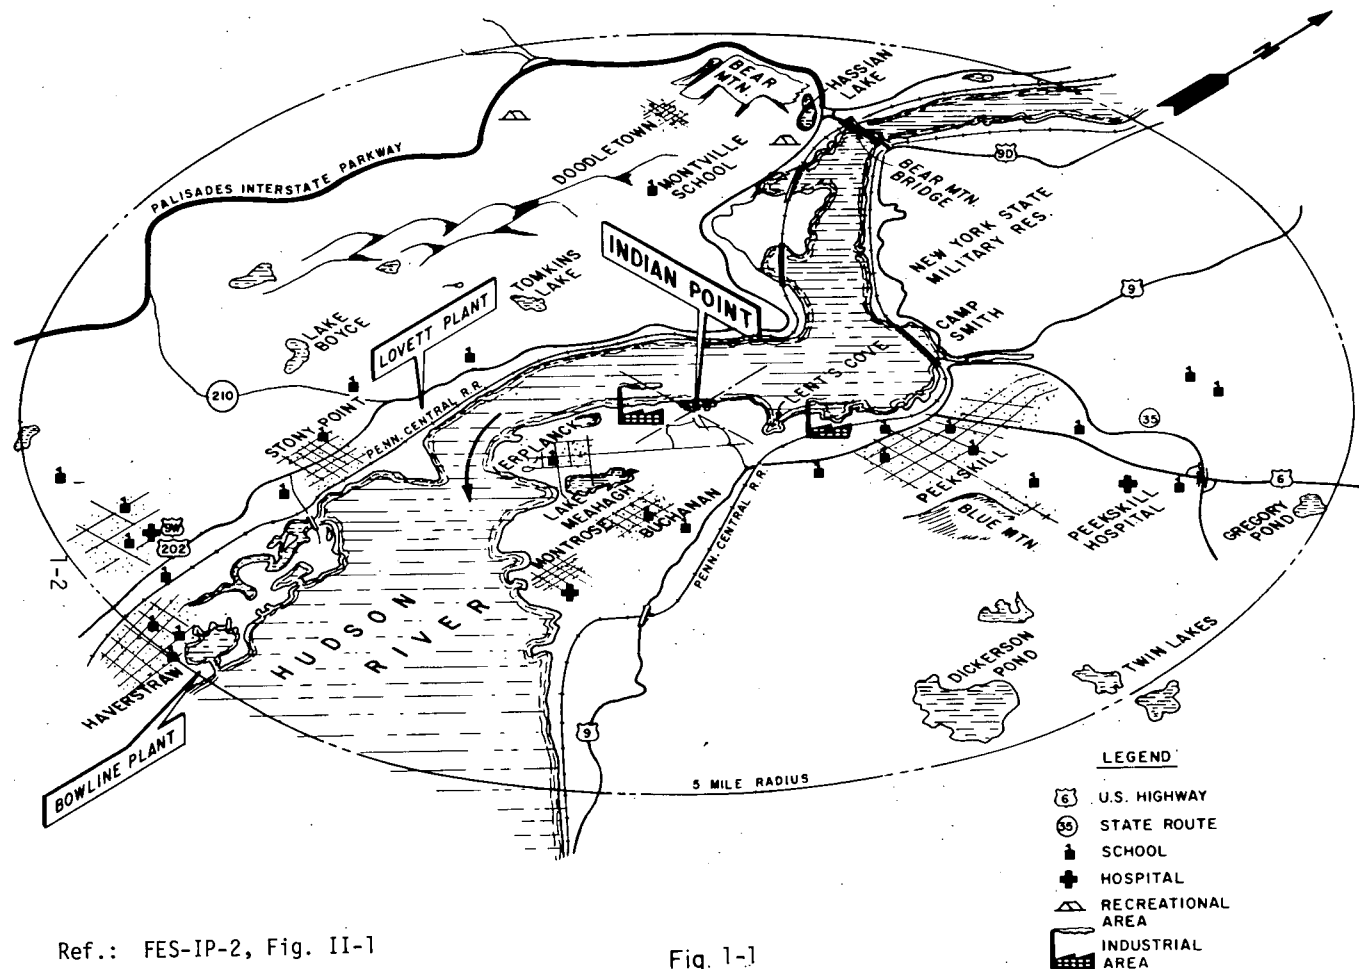 BEAR
MTN.
HASSIAN
LAKE
N
PALISADES INTERSTATE PARKWAY
DOODLETOWN
MONTVILLE
SCHOOL
9D
BEAR MTN.
BRIDGE
NEW YORK STATE
MILITARY RES.
INDIAN POINT
TOMKINS
LAKE
9
LOVETT PLANT
LAKE
BOYCE
CAMP
SMITH
210
PENN. CENTRAL R.R.
LENT'S COVE
STONY POINT
35
VERPLANCK
PEEKSKILL
6
LAKE
MEAHAGH
BUCHANAN
MONTROSE
BLUE MTN.
PEEKSKILL
HOSPITAL
GREGORY
POND
9W
202
PENN. CENTRAL R.R.
1-2
HUDSON
RIVER
HAVERSTRAW
DICKERSON
POND
TWIN LAKES
BOWLINE PLANT
9
5 MILE RADIUS
LEGEND
6 U.S. HIGHWAY
35 STATE ROUTE
SCHOOL
HOSPITAL
RECREATIONAL
AREA
INDUSTRIAL
AREA
Ref.: FES-IP-2, Fig. II-1
Fig. 1-1